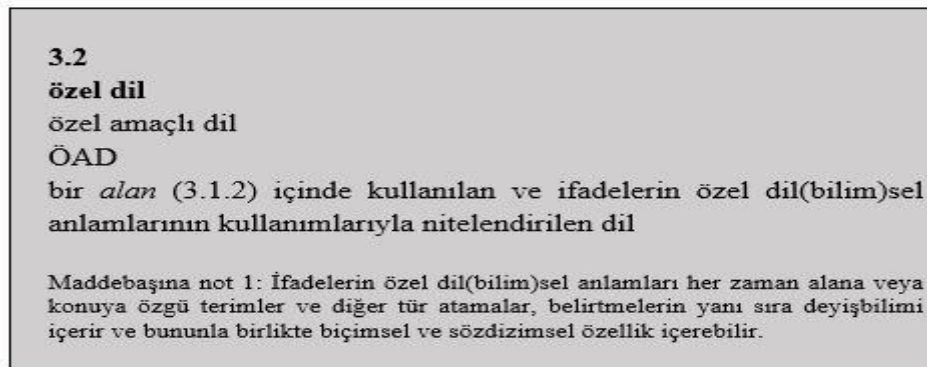 3.2
özel dil
özel amaçlı dil
ÖAD
bir alan (3.1.2) içinde kullanılan ve ifadelerin özel dil(bilim)sel
anlamlarının kullanımlarıyla nitelendirilen dil
Maddebaşına not 1: İfadelerin özel dil(bilim)sel anlamları her zaman alana veya
konuya özgü terimler ve diğer tür atamalar, belirtmelerin yanı sıra deyişbilimi
içerir ve bununla birlikte biçimsel ve sözdizimsel özellik içerebilir.